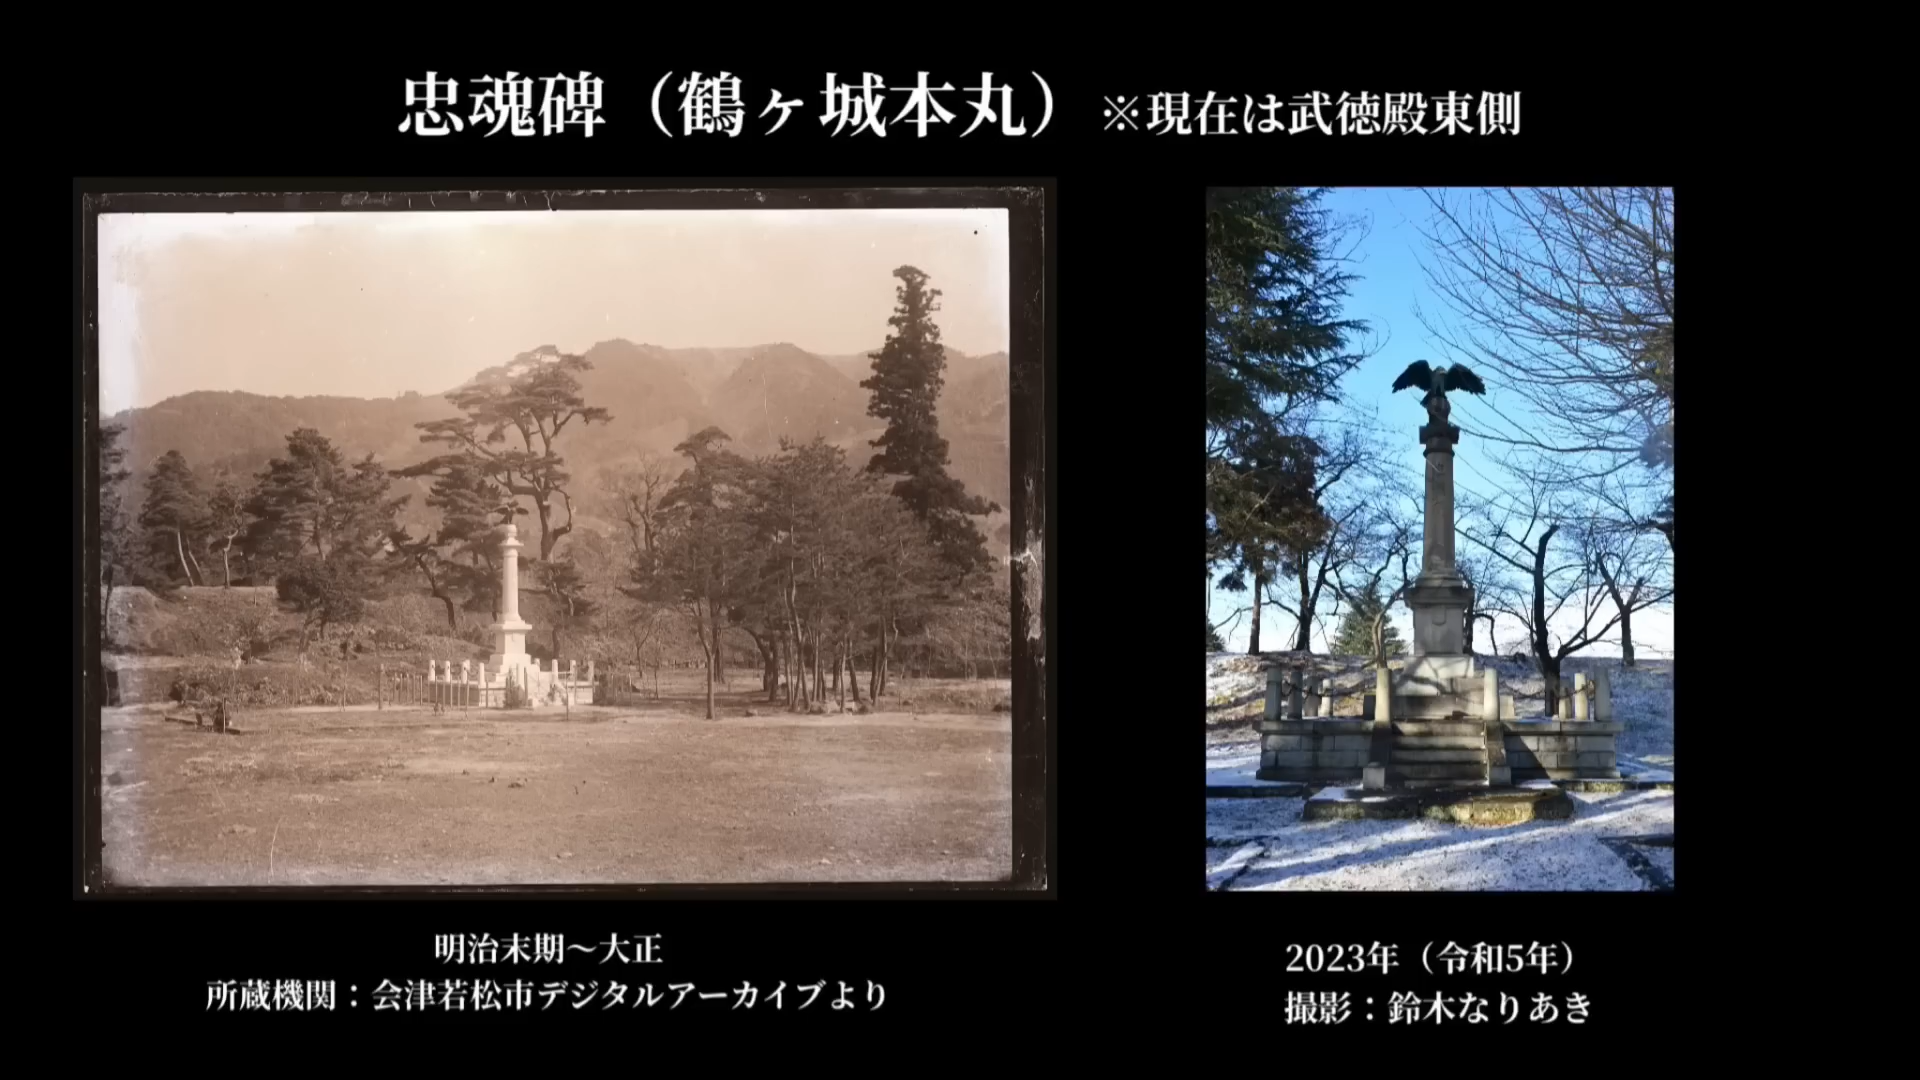 忠魂碑（鶴ヶ城本丸）※現在は武徳殿東側
明治末期～大正
所蔵機関：会津若松市デジタルアーカイブより
2023年（令和5年）
撮影：鈴木なりあき